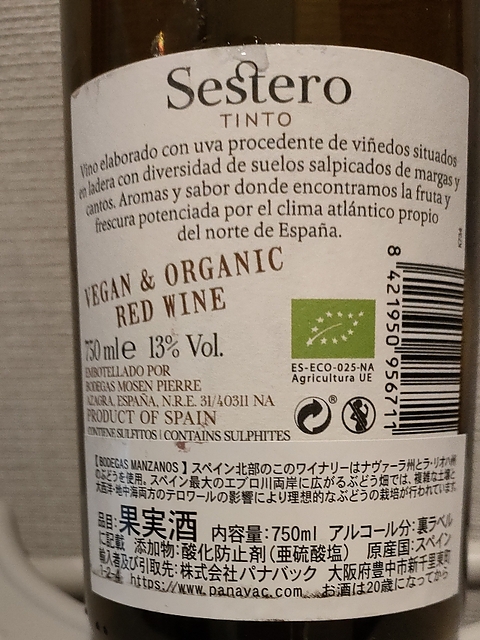 Sestero
TINTO
Vino elaborado con uva procedente de viñedos situados
en ladera con diversidad de suelos salpicados de margas y
cantos. Aromas y sabor donde encontramos la fruta y
frescura potenciada por el clima atlántico propio
del norte de España.
VEGAN & ORGANIC
RED WINE
750 ml e 13% Vol.
EMBOTELLADO POR
BODEGAS MOSEN PIERRE
AZAGRA, ESPAÑA, N.R.E. 31/40311 NA
PRODUCT OF SPAIN
CONTIENE SULFITOS | CONTAINS SULPHITES
ES-ECO-025-NA
Agricultura UE
8 421950 956711
【BODEGAS MANZANOS】スペイン北部のこのワイナリーはナヴァーラ州とラ・リオハ州
のぶどうを使用。スペイン最大のエブロ川両岸に広がるぶどう畑では、複雑な土壌と
大西洋・地中海両方のテロワールの影響により理想的なぶどうの栽培が行われています。
品目:果実酒 内容量:750ml アルコール分:裏ラベル
に記載 添加物:酸化防止剤(亜硫酸塩) 原産国:スペイン
輸入者及び引取先:株式会社パナバック 大阪府豊中市新千里東町
1-2-4 https://www.panavac.com お酒は20歳になってから